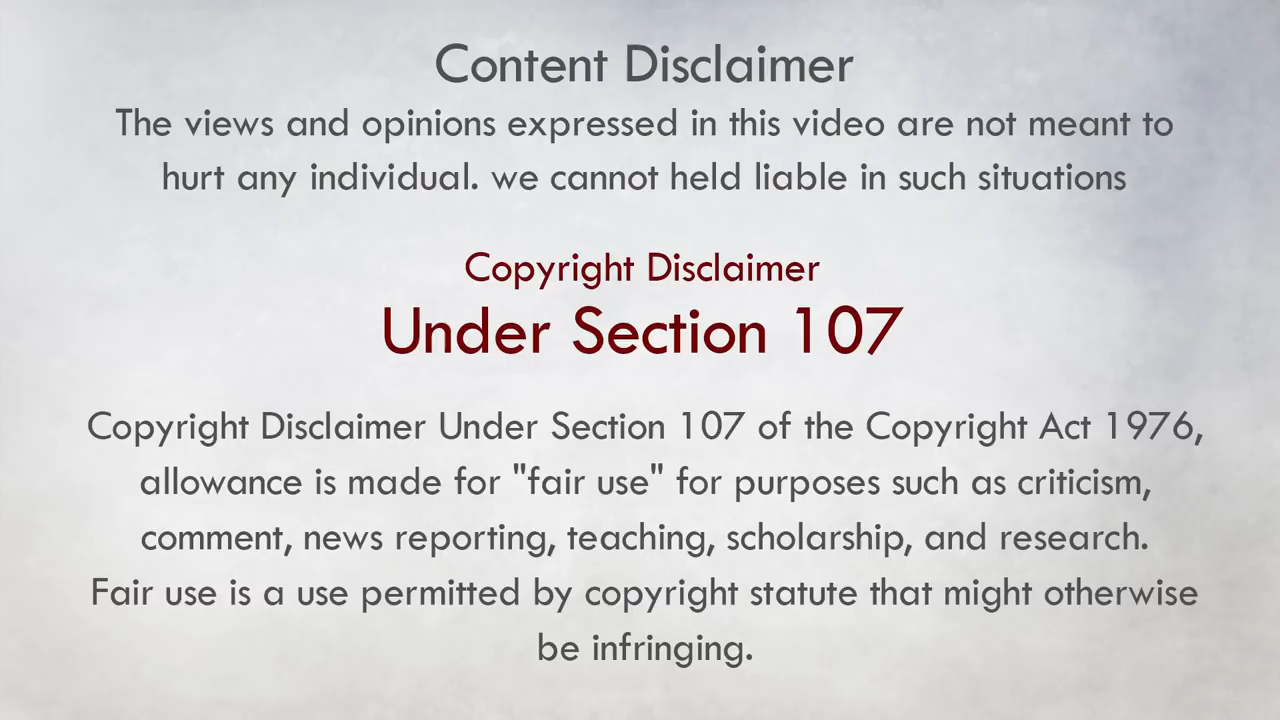 Content Disclaimer
The views and opinions expressed in this video are not meant to
hurt any individual. we cannot held liable in such situations
Copyright Disclaimer
Under Section 107
Copyright Disclaimer Under Section 107 of the Copyright Act 1976,
allowance is made for "fair use" for purposes such as criticism,
comment, news reporting, teaching, scholarship, and research.
Fair use is a use permitted by copyright statute that might otherwise
be infringing.